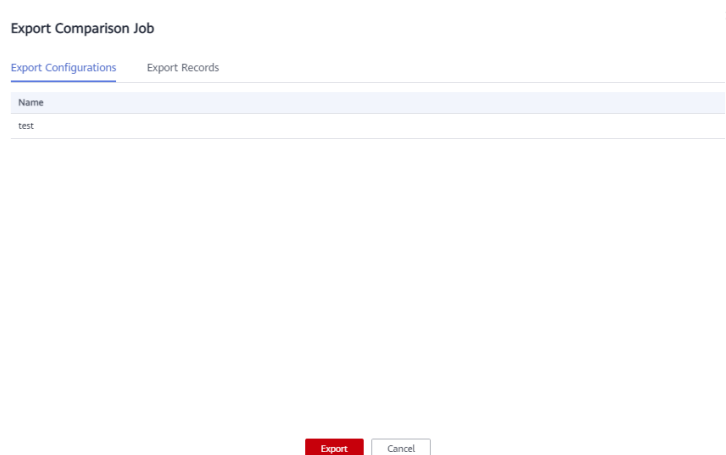 Export Comparison Job
Export Configurations Export Records
Name
test
Export Cancel